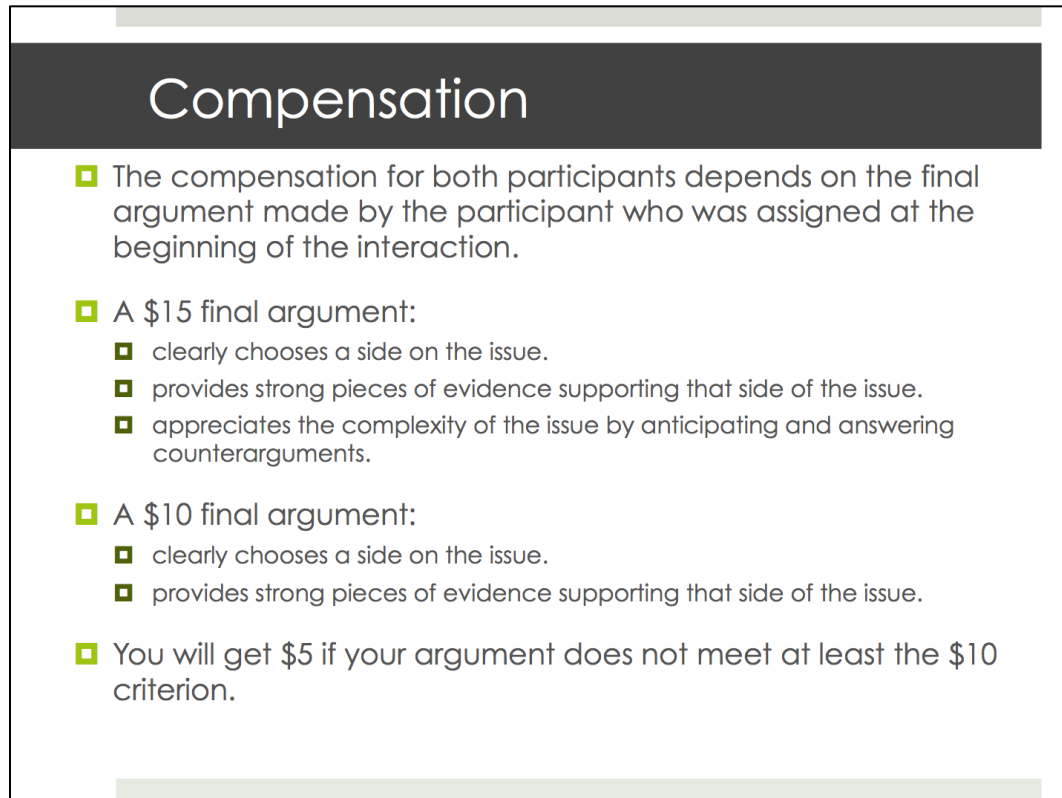 Compensation
The compensation for both participants depends on the final
argument made by the participant who was assigned at the
beginning of the interaction.
A $15 final argument:
clearly chooses a side on the issue.
provides strong pieces of evidence supporting that side of the issue.
appreciates the complexity of the issue by anticipating and answering
counterarguments.
A $10 final argument:
clearly chooses a side on the issue.
provides strong pieces of evidence supporting that side of the issue.
You will get $5 if your argument does not meet at least the $10
criterion.